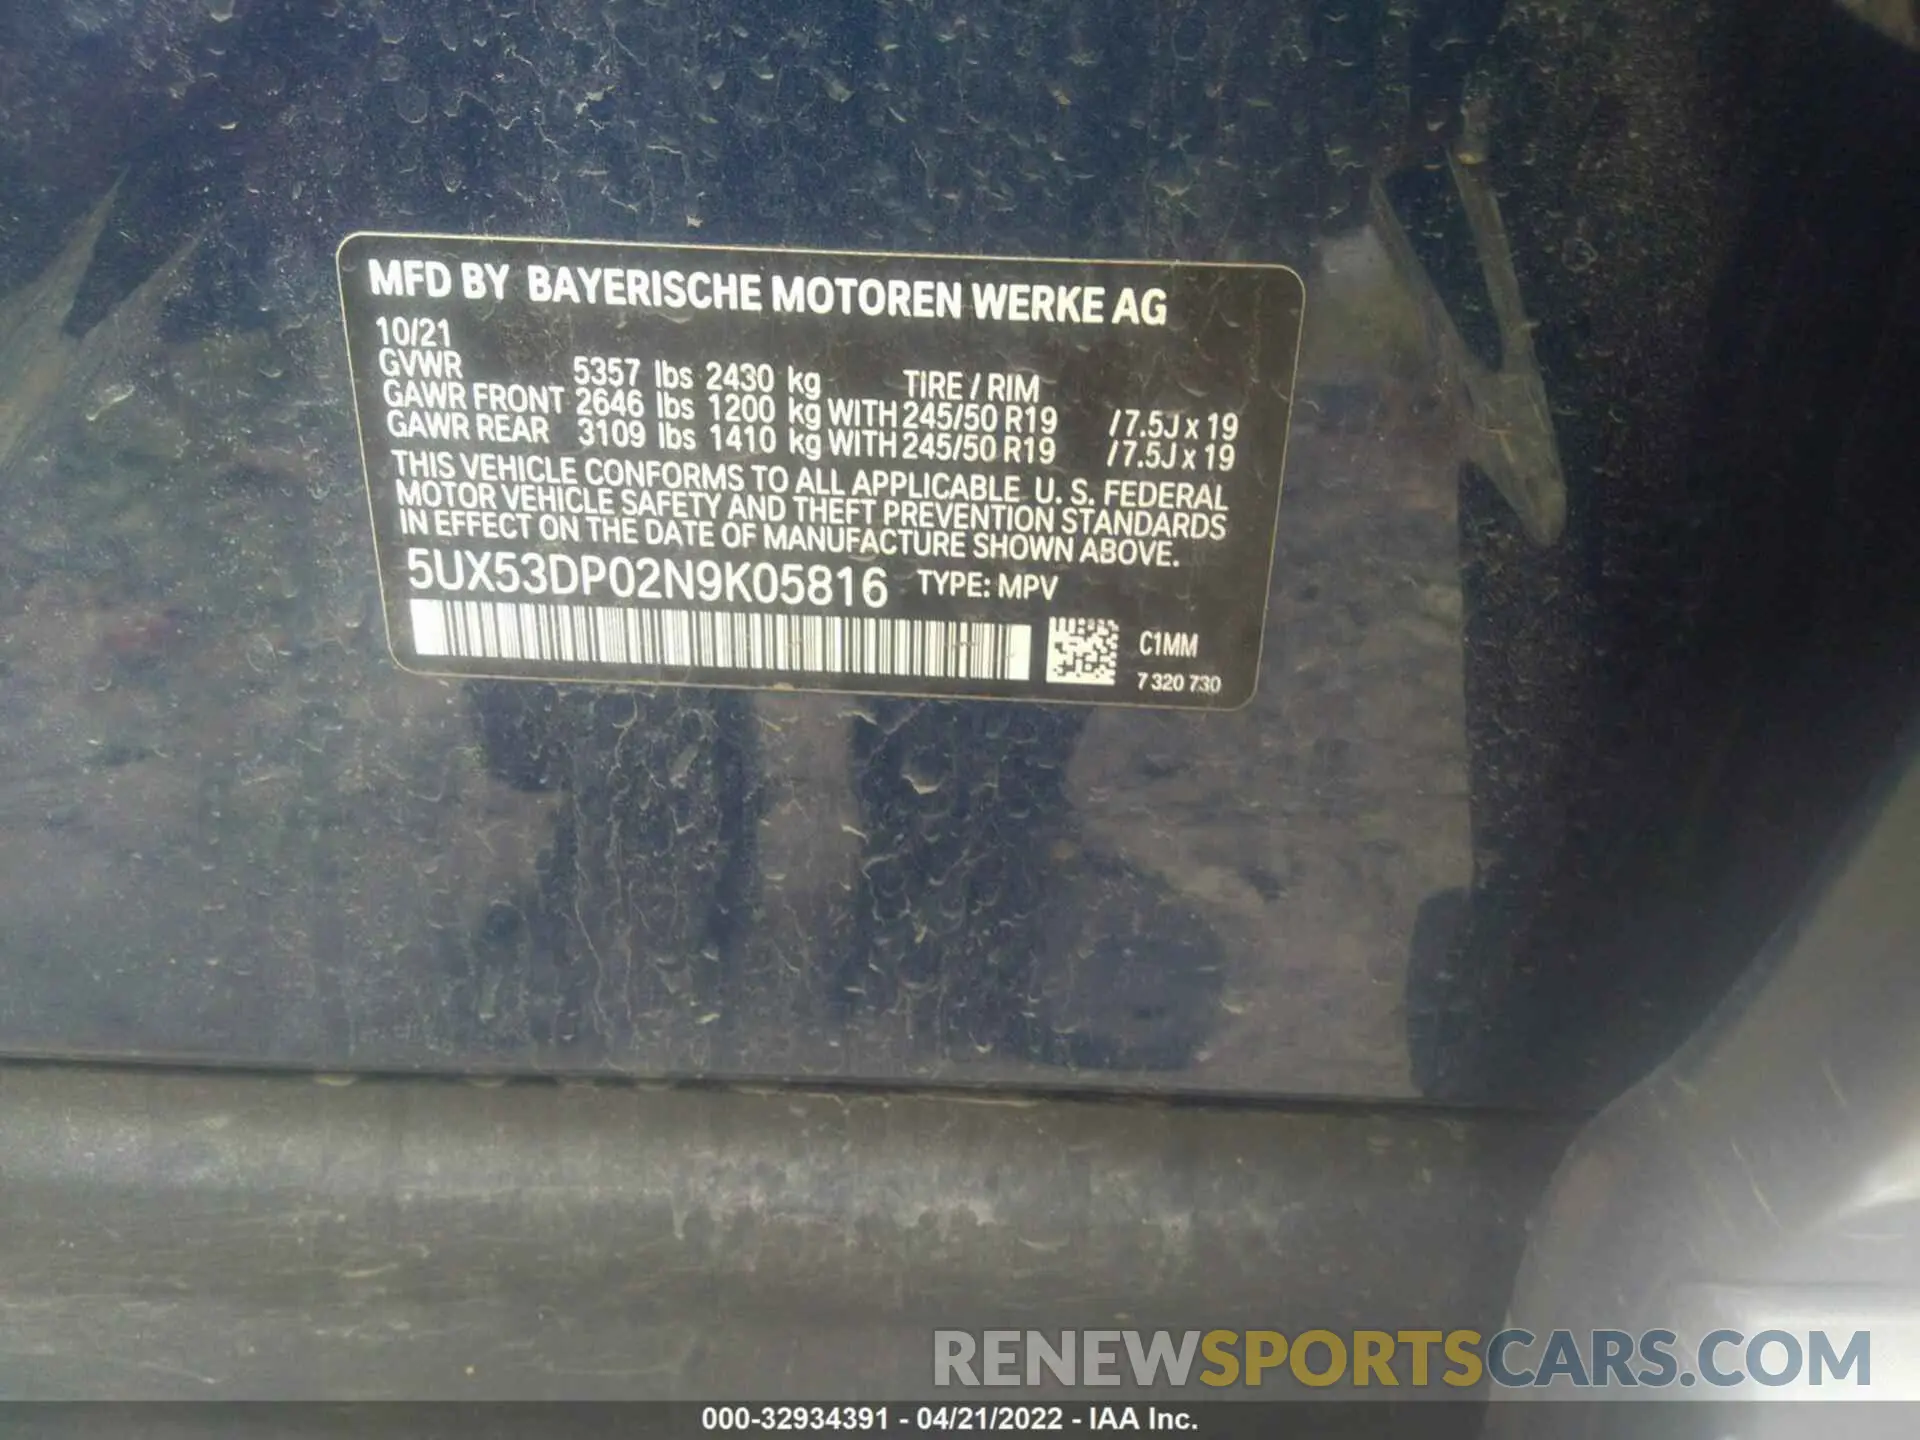 MFD BY BAYERISCHE MOTOREN WERKE AG
10/21
GVWR 5357 lbs 2430 kg TIRE / RIM
GAWR FRONT 2646 lbs 1200 kg WITH 245/50 R19 / 7.5J x 19
GAWR REAR 3109 lbs 1410 kg WITH 245/50 R19 / 7.5J x 19
THIS VEHICLE CONFORMS TO ALL APPLICABLE U. S. FEDERAL
MOTOR VEHICLE SAFETY AND THEFT PREVENTION STANDARDS
IN EFFECT ON THE DATE OF MANUFACTURE SHOWN ABOVE.
5UX53DP02N9K05816 TYPE: MPV
C1MM
7 320 730
RENEWSPORTSCARS.COM
000-32934391 - 04/21/2022 - IAA Inc.